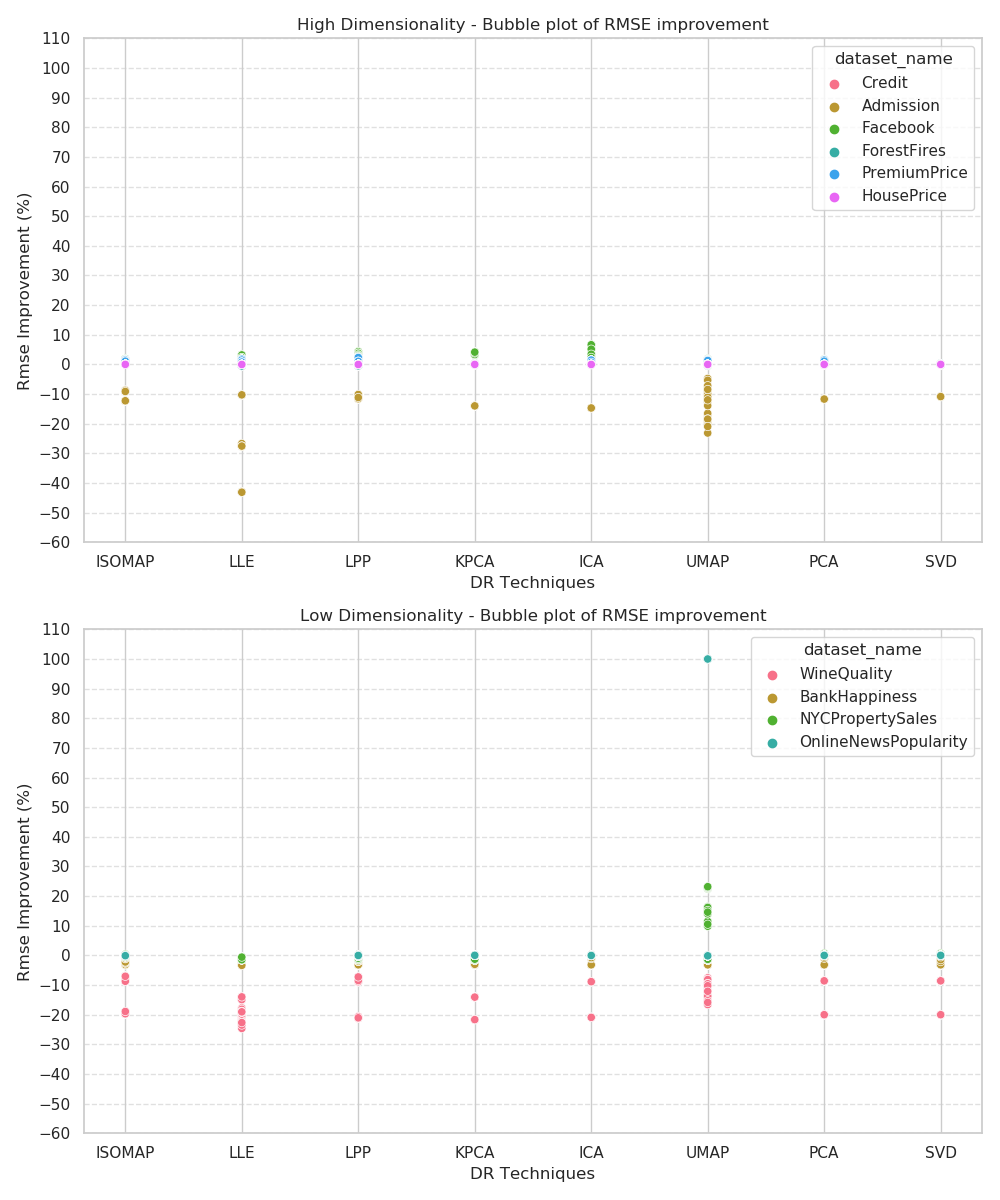 High Dimensionality - Bubble plot of RMSE improvement
110
100
90
80
70
60
50
40
30
20
10
0
−10
−20
−30
−40
−50
−60
Rmse Improvement (%)
dataset_name
Credit
Admission
Facebook
ForestFires
PremiumPrice
HousePrice
ISOMAP LLE LPP KPCA ICA UMAP PCA SVD
DR Techniques
Low Dimensionality - Bubble plot of RMSE improvement
110
100
90
80
70
60
50
40
30
20
10
0
−10
−20
−30
−40
−50
−60
Rmse Improvement (%)
dataset_name
WineQuality
BankHappiness
NYCPropertySales
OnlineNewsPopularity
ISOMAP LLE LPP KPCA ICA UMAP PCA SVD
DR Techniques